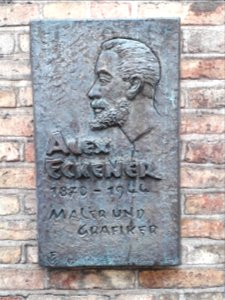 ALEX
ECKENER
1870 - 1944
MALER UND
GRAFIKER